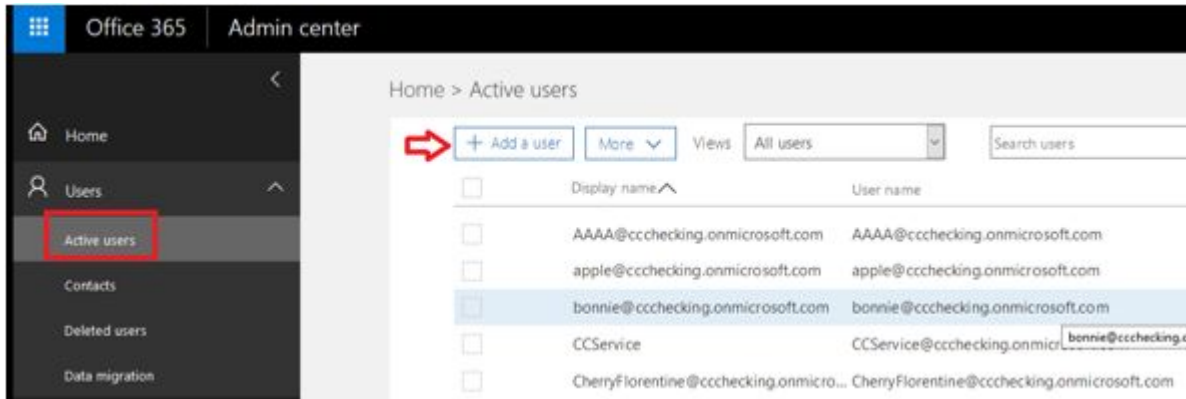 Office 365 Admin center
Home > Active users
Home
+ Add a user More Views All users Search users
Users
Display name User name
Active users
AAAA@ccchecking.onmicrosoft.com AAAA@ccchecking.onmicrosoft.com
apple@ccchecking.onmicrosoft.com apple@ccchecking.onmicrosoft.com
Contacts
bonnie@ccchecking.onmicrosoft.com bonnie@ccchecking.onmicrosoft.com
Deleted users
bonnie@ccchecking.
CCService CCService@ccchecking.onmicr
Data migration
CherryFlorentine@ccchecking.onmicro... CherryFlorentine@ccchecking.onmicrosoft.com